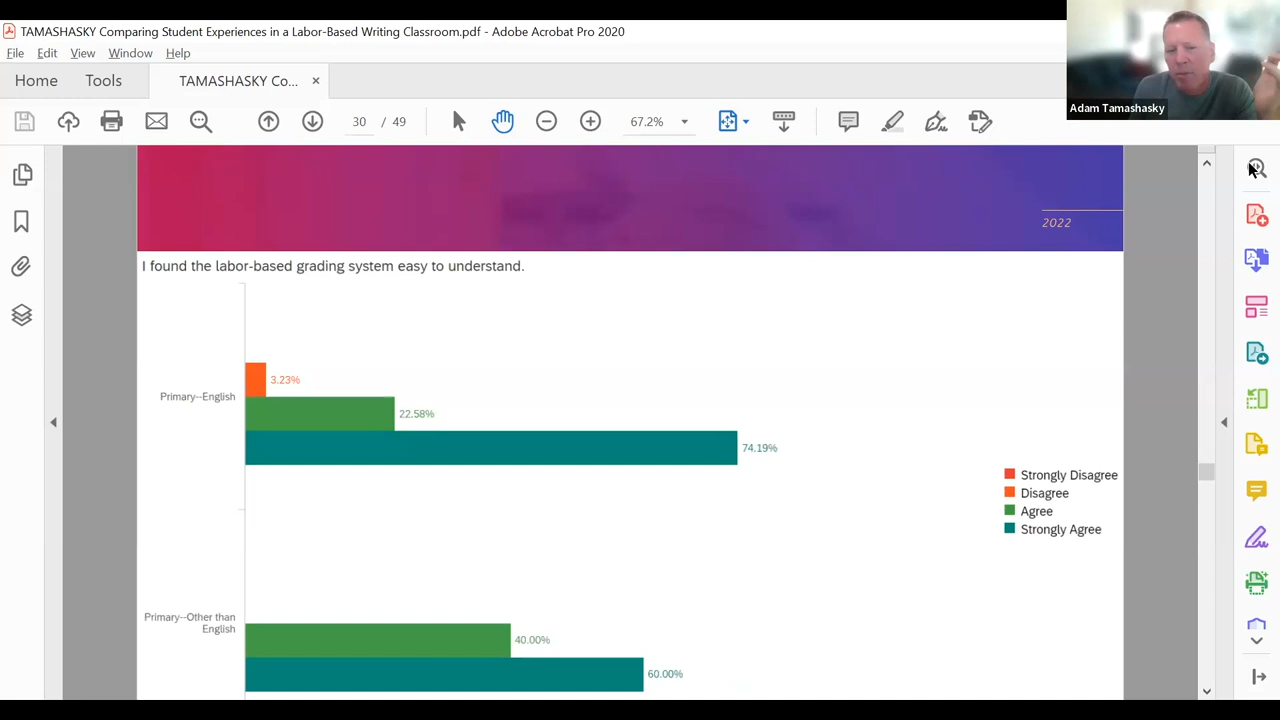 TAMASHASKY Comparing Student Experiences in a Labor-Based Writing Classroom.pdf - Adobe Acrobat Pro 2020
File Edit View Window Help
Home Tools TAMASHASKY Co... ×
30 / 49 67.2%
Adam Tamashasky
2022
I found the labor-based grading system easy to understand.
3.23%
Primary--English
22.58%
74.19%
Strongly Disagree
Disagree
Agree
Strongly Agree
Primary--Other than
English
40.00%
60.00%